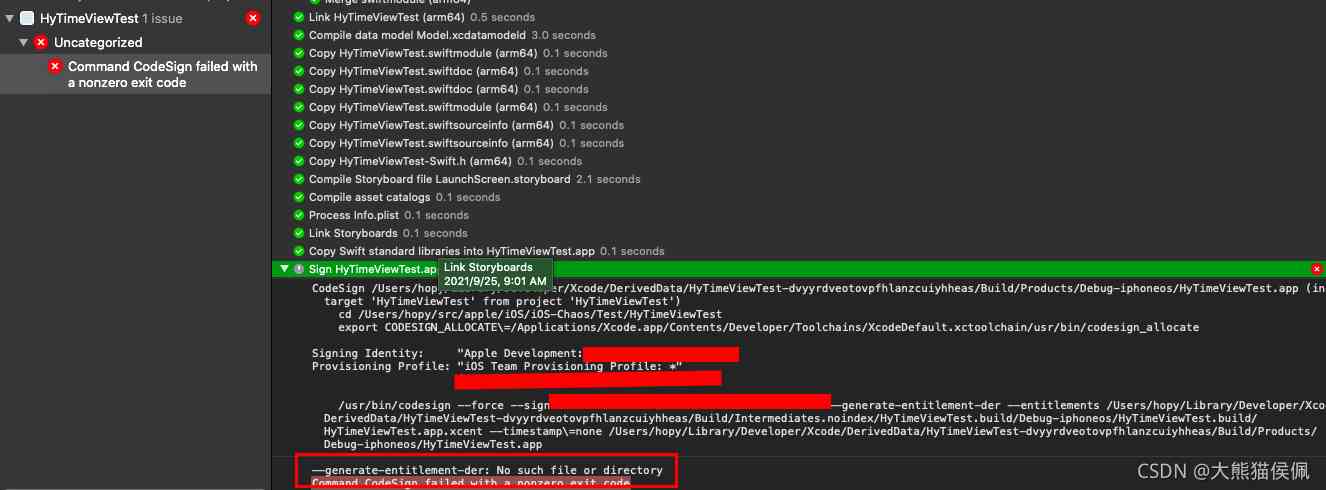 HyTimeViewTest 1 issue
Uncategorized
Command CodeSign failed with
a nonzero exit code
Merge swiftmodule (arm64)
Link HyTimeViewTest (arm64) 0.5 seconds
Compile data model Model.xcdatamodeld 3.0 seconds
Copy HyTimeViewTest.swiftmodule (arm64) 0.1 seconds
Copy HyTimeViewTest.swiftdoc (arm64) 0.1 seconds
Copy HyTimeViewTest.swiftdoc (arm64) 0.1 seconds
Copy HyTimeViewTest.swiftmodule (arm64) 0.1 seconds
Copy HyTimeViewTest.swiftsourceinfo (arm64) 0.1 seconds
Copy HyTimeViewTest.swiftsourceinfo (arm64) 0.1 seconds
Copy HyTimeViewTest-Swift.h (arm64) 0.1 seconds
Compile Storyboard file LaunchScreen.storyboard 2.1 seconds
Compile asset catalogs 0.1 seconds
Process Info.plist 0.1 seconds
Link Storyboards 0.1 seconds
Copy Swift standard libraries into HyTimeViewTest.app 0.1 seconds
Sign HyTimeViewTest.ap
Link Storyboards
2021/9/25, 9:01 AM
CodeSign /Users/hopy/Library/Developer/Xcode/DerivedData/HyTimeViewTest-dvyyrdveotovpfhlanzcuiyhheas/Build/Products/Debug-iphoneos/HyTimeViewTest.app (in
target 'HyTimeViewTest' from project 'HyTimeViewTest')
cd /Users/hopy/src/apple/iOS/iOS-Chaos/Test/HyTimeViewTest
export CODESIGN_ALLOCATE\=/Applications/Xcode.app/Contents/Developer/Toolchains/XcodeDefault.xctoolchain/usr/bin/codesign_allocate
Signing Identity: "Apple Development:
Provisioning Profile: "iOS Team Provisioning Profile: *"
/usr/bin/codesign --force --sign --generate-entitlement-der --entitlements /Users/hopy/Library/Developer/Xco
DerivedData/HyTimeViewTest-dvyyrdveotovpfhlanzcuiyhheas/Build/Intermediates.noindex/HyTimeViewTest.build/Debug-iphoneos/HyTimeViewTest.build/
HyTimeViewTest.app.xcent --timestamp\=none /Users/hopy/Library/Developer/Xcode/DerivedData/HyTimeViewTest-dvyyrdveotovpfhlanzcuiyhheas/Build/Products/
Debug-iphoneos/HyTimeViewTest.app
--generate-entitlement-der: No such file or directory
Command CodeSign failed with a nonzero exit code
CSDN @大熊猫侯佩